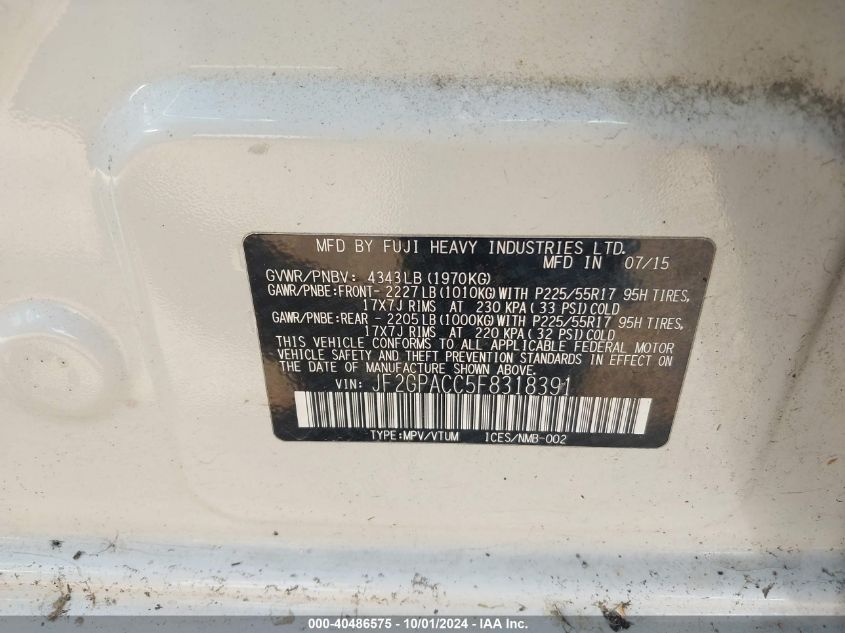 MFD BY FUJI HEAVY INDUSTRIES LTD.
MFD IN 07/15
GVWR/PNBV: 4343LB(1970KG)
GAWR/PNBE:FRONT- 2227LB(1010KG)WITH P225/55R17 95H TIRES,
17X7J RIMS AT 230 KPA(33 PSI)COLD
GAWR/PNBE:REAR - 2205LB(1000KG)WITH P225/55R17 95H TIRES,
17X7J RIMS AT 220 KPA(32 PSI)COLD
THIS VEHICLE CONFORMS TO ALL APPLICABLE FEDERAL MOTOR
VEHICLE SAFETY AND THEFT PREVENTION STANDARDS IN EFFECT ON
THE DATE OF MANUFACTURE SHOWN ABOVE.
VIN: JF2GPACC5F8318391
TYPE:MPV/VTUM ICES/NMB-002
000-40486575 - 10/01/2024 - IAA Inc.